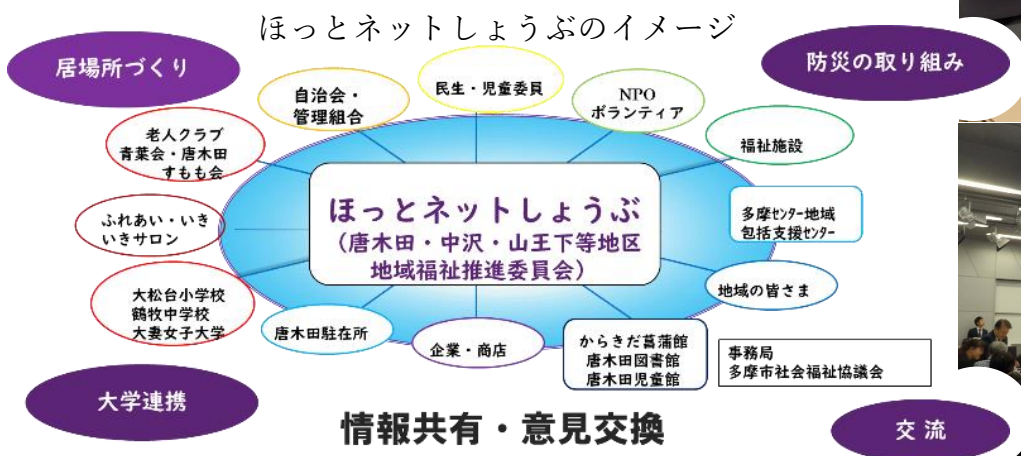 ほっとネットしょうぶのイメージ
居場所づくり
防災の取り組み
自治会・
管理組合
民生・児童委員
NPO
ボランティア
老人クラブ
青葉会・唐木田
すもも会
福祉施設
ふれあい・いき
いきサロン
ほっとネットしょうぶ
（唐木田・中沢・山王下等地区
地域福祉推進委員会）
多摩ｾﾝﾀｰ地域
包括支援ｾﾝﾀｰ
大松台小学校
鶴牧中学校
大妻女子大学
地域の皆さま
唐木田駐在所
企業・商店
からきだ菖蒲館
唐木田図書館
唐木田児童館
事務局
多摩市社会福祉協議会
大学連携
情報共有・意見交換
交 流